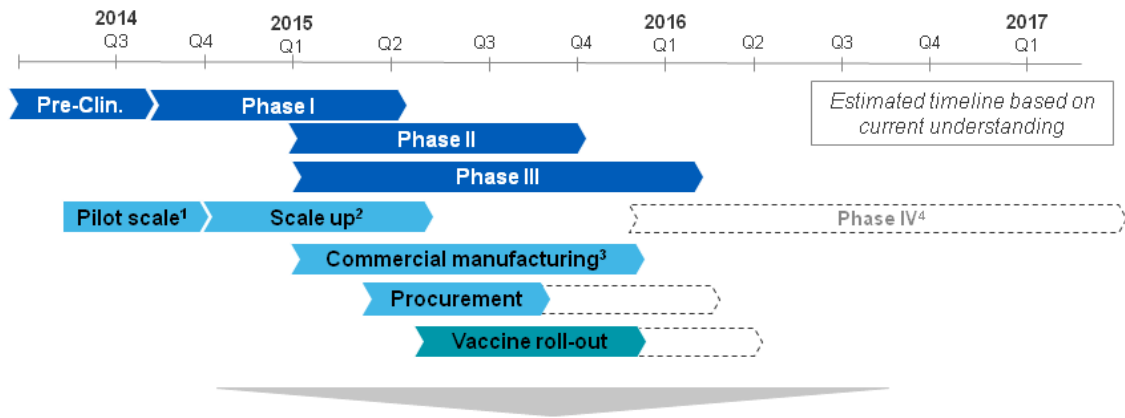 2014 2015 2016 2017
Q3 Q4 Q1 Q2 Q3 Q4 Q1 Q2 Q3 Q4 Q1
Pre-Clin. Phase I
Estimated timeline based on
current understanding
Phase II
Phase III
Pilot scale¹ Scale up² Phase IV⁴
Commercial manufacturing³
Procurement
Vaccine roll-out